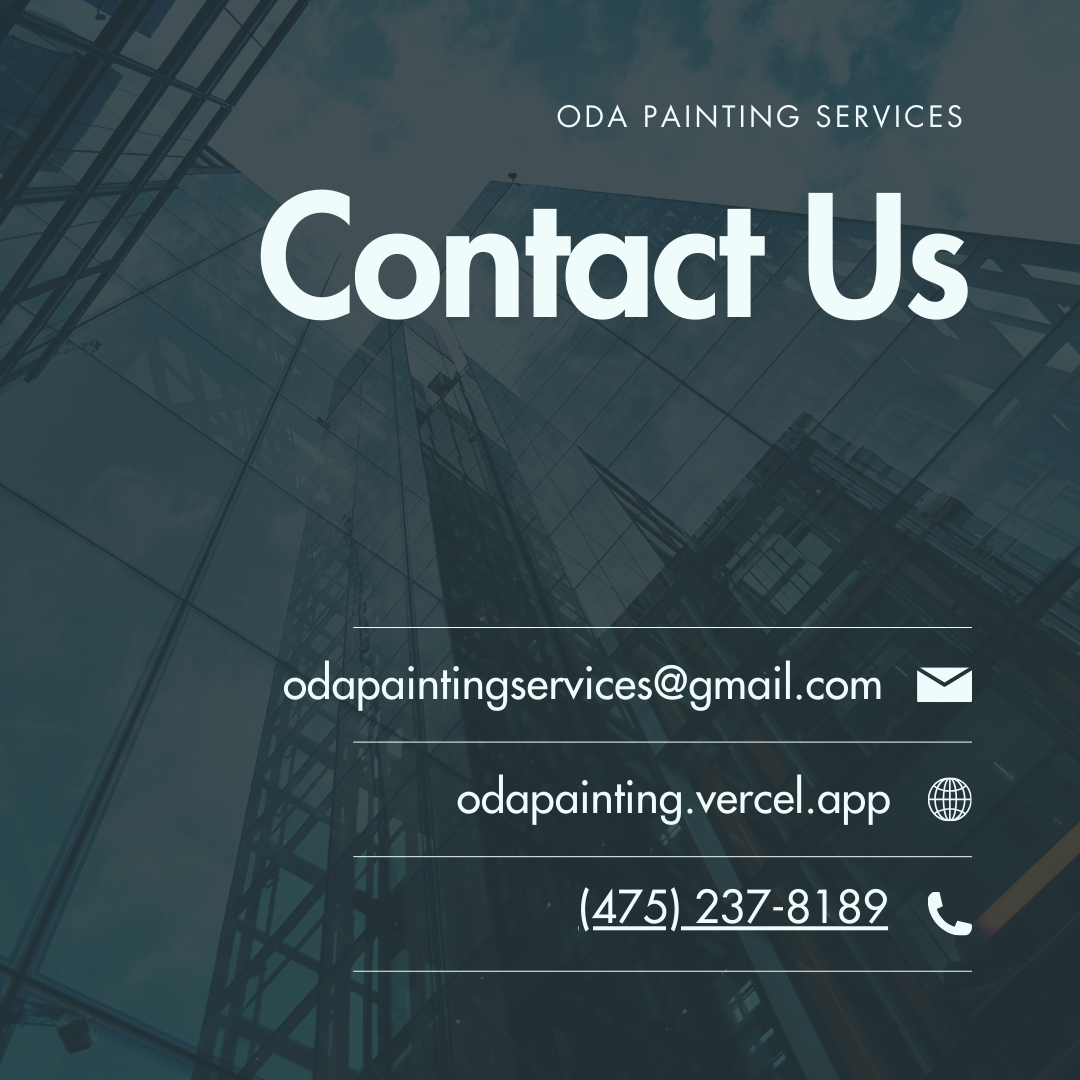 ODA PAINTING SERVICES
Contact Us
odapaintingservices@gmail.com
odapainting.vercel.app
(475) 237-8189